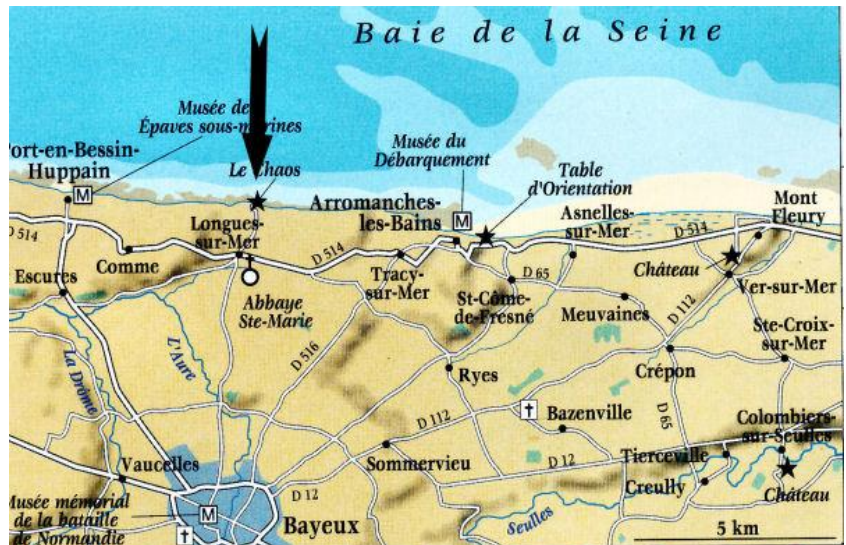 Baie de la Seine
Musée de
Épaves sous-marines
Port-en-Bessin-
Huppain
M
Le Chaos
Musée du
Débarquement
M
Table
d'Orientation
Arromanches-
les-Bains
Longues-
sur-Mer
Asnelles-
sur-Mer
Mont
Fleury
D 514
D 514
D 514
Comme
Escures
Abbaye
Ste-Marie
Tracy-
sur-Mer
D 65
St-Côme-
de-Fresné
Château
Ver-sur-Mer
Meuvaines
D 112
Ste-Croix-
sur-Mer
La Drôme
L'Aure
D 516
Ryes
Crépon
D 65
D 112
Bazenville
Colombiers-
sur-Seulles
Vaucelles
Sommervieu
D 12
Tierceville
Creully
Château
D 12
Musée mémorial
de la bataille
de Normandie
M
Bayeux
Seulles
5 km